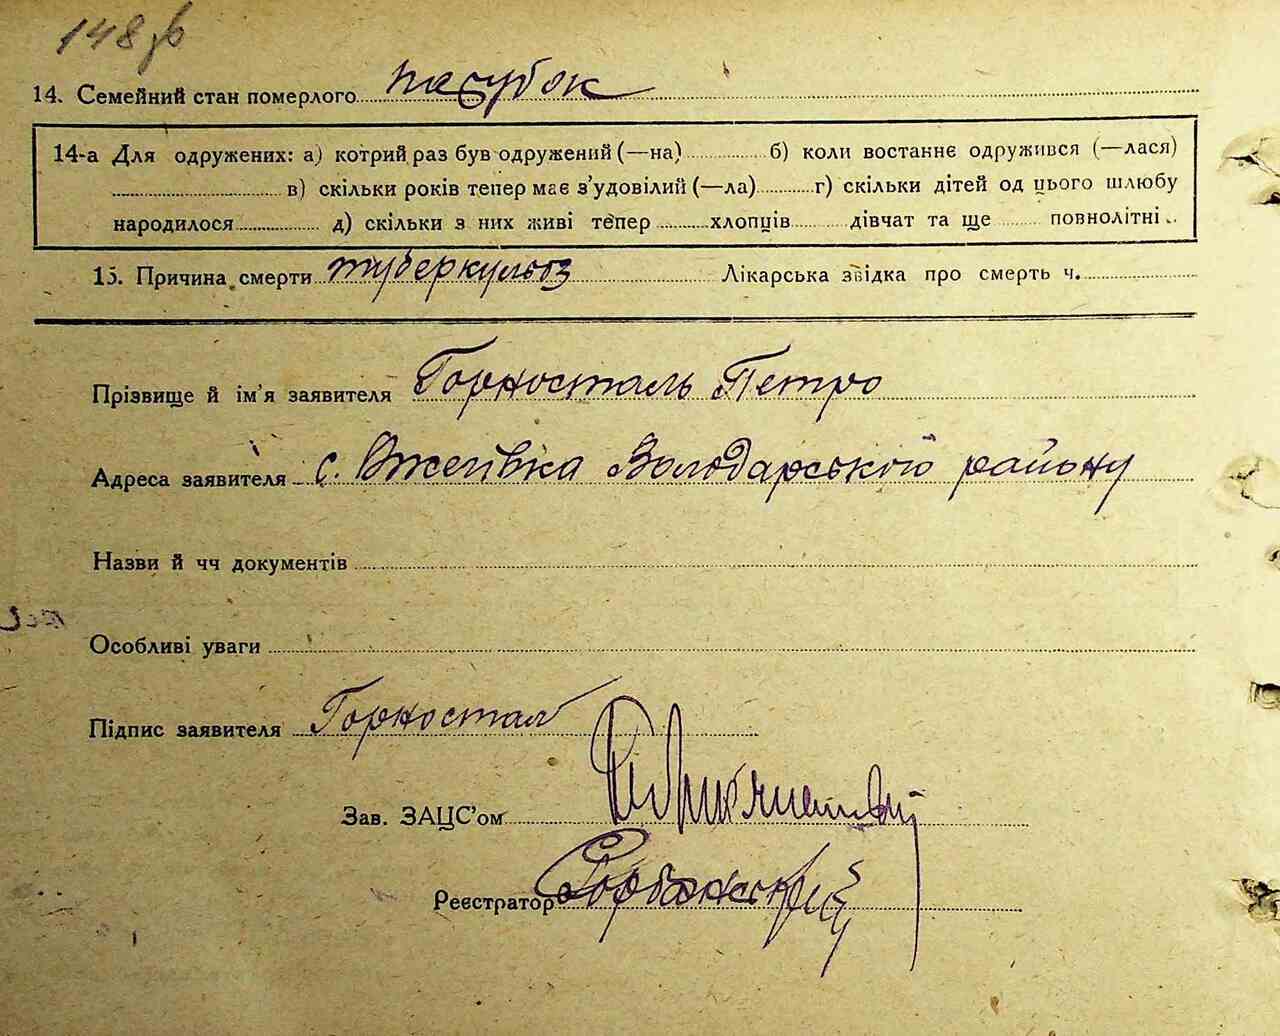 148 зв
14. Семейний стан померлого парубок
14-а Для одружених: а) котрий раз був одружений (—на) б) коли востаннє одружився (—лася)
в) скільки років тепер має з’удовілий (—ла) г) скільки дітей од цього шлюбу
народилося д) скільки з них живі тепер хлопців дівчат та ще повнолітні
15. Причина смерти туберкульоз Лікарська звідка про смерть ч.
Прізвище й ім’я заявителя Горносталь Петро
Адреса заявителя с. Володарського району
Назви й чч документів
Особливі уваги
Підпис заявителя Горностал
Зав. ЗАЦС’ом
Реєстратор